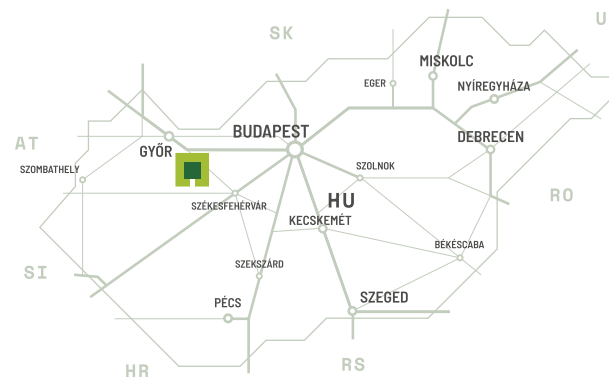 SK
U
MISKOLC
EGER
NYÍREGYHÁZA
BUDAPEST
DEBRECEN
AT
GYŐR
SZOMBATHELY
SZOLNOK
RO
HU
SZÉKESFEHÉRVÁR
KECSKEMÉT
BÉKÉSCABA
SZEKSZÁRD
SI
PÉCS
SZEGED
HR
RS